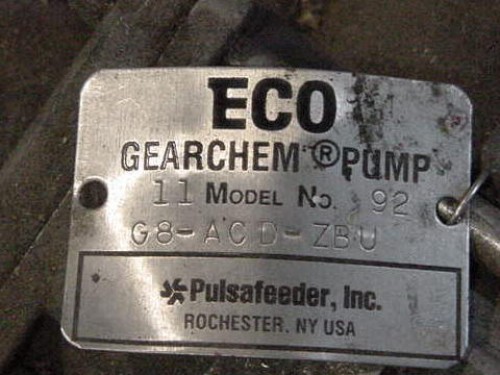 ECO
GEARCHEM ® PUMP
11 MODEL NO. 92
G8-ACD-ZBU
Pulsafeeder, Inc.
ROCHESTER. NY USA